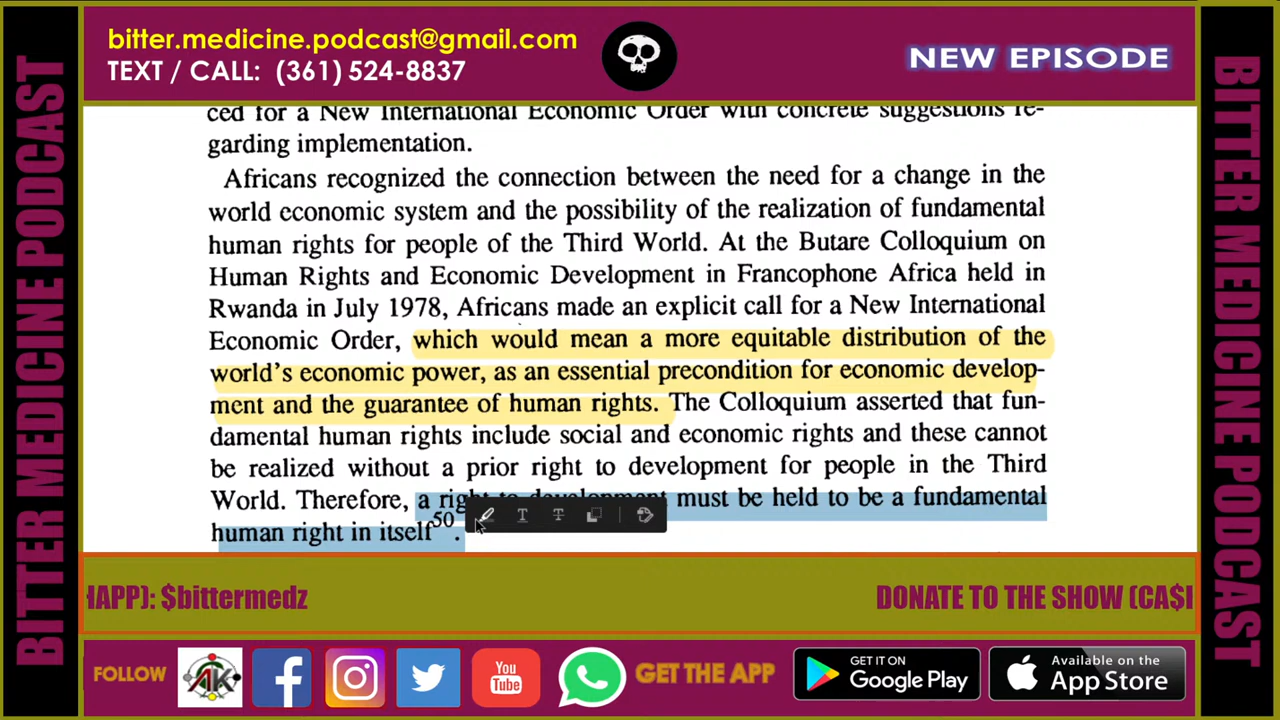 bitter.medicine.podcast@gmail.com
TEXT / CALL: (361) 524-8837
NEW EPISODE
BITTER MEDICINE PODCAST
ced for a New International Economic Order with concrete suggestions re-
garding implementation.
Africans recognized the connection between the need for a change in the
world economic system and the possibility of the realization of fundamental
human rights for people of the Third World. At the Butare Colloquium on
Human Rights and Economic Development in Francophone Africa held in
Rwanda in July 1978, Africans made an explicit call for a New International
Economic Order, which would mean a more equitable distribution of the
world's economic power, as an essential precondition for economic develop-
ment and the guarantee of human rights. The Colloquium asserted that fun-
damental human rights include social and economic rights and these cannot
be realized without a prior right to development for people in the Third
World. Therefore, a right to development must be held to be a fundamental
human right in itself50.
BITTER MEDICINE PODCAST
HAPP): $bittermedz
DONATE TO THE SHOW (CA$
FOLLOW
ATK
You
Tube
GET THE APP
GET IT ON
Google Play
Available on the
App Store